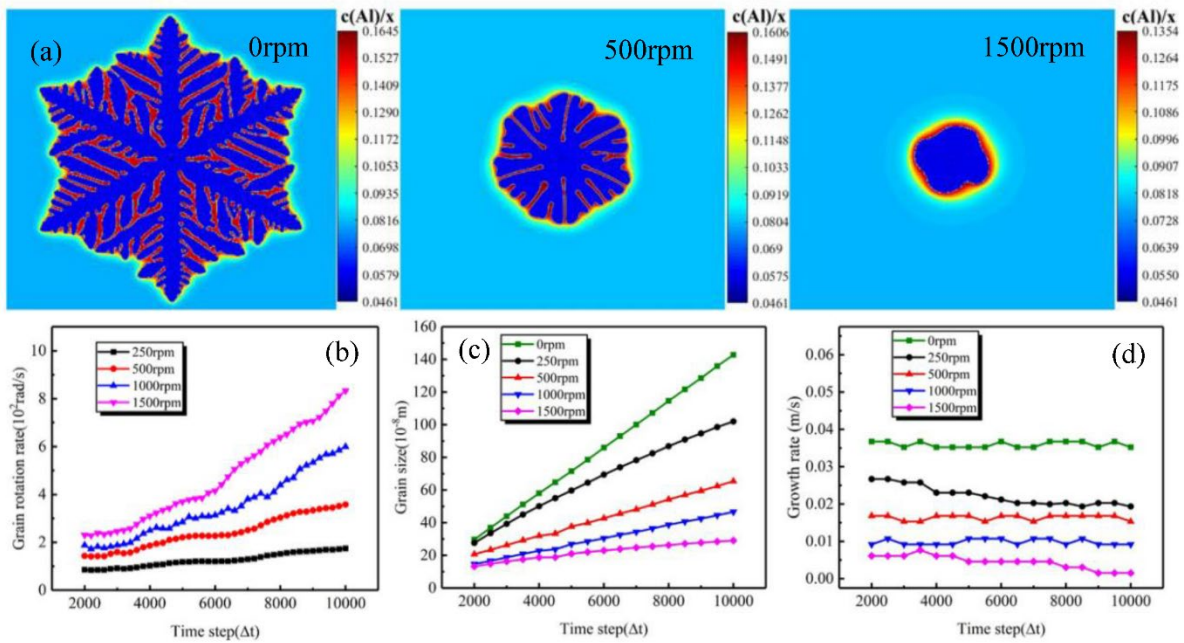 (a)
0rpm
c(Al)/x
0.1645
0.1527
0.1409
0.1290
0.1172
0.1053
0.0935
0.0816
0.0698
0.0579
0.0461
500rpm
c(Al)/x
0.1606
0.1491
0.1377
0.1262
0.1148
0.1033
0.0919
0.0804
0.0690
0.0575
0.0461
1500rpm
c(Al)/x
0.1354
0.1264
0.1175
0.1086
0.0996
0.0907
0.0818
0.0728
0.0639
0.0550
0.0461
(b)
250rpm
500rpm
1000rpm
1500rpm
10
8
6
4
2
0
Grain rotation rate(10²rad/s)
2000 4000 6000 8000 10000
Time step(Δt)
(c)
0rpm
250rpm
500rpm
1000rpm
1500rpm
160
140
120
100
80
60
40
20
0
Grain size(10⁻⁸m)
2000 4000 6000 8000 10000
Time step(Δt)
(d)
0rpm
250rpm
500rpm
1000rpm
1500rpm
0.06
0.05
0.04
0.03
0.02
0.01
0.00
Growth rate (m/s)
2000 4000 6000 8000 10000
Time step(Δt)